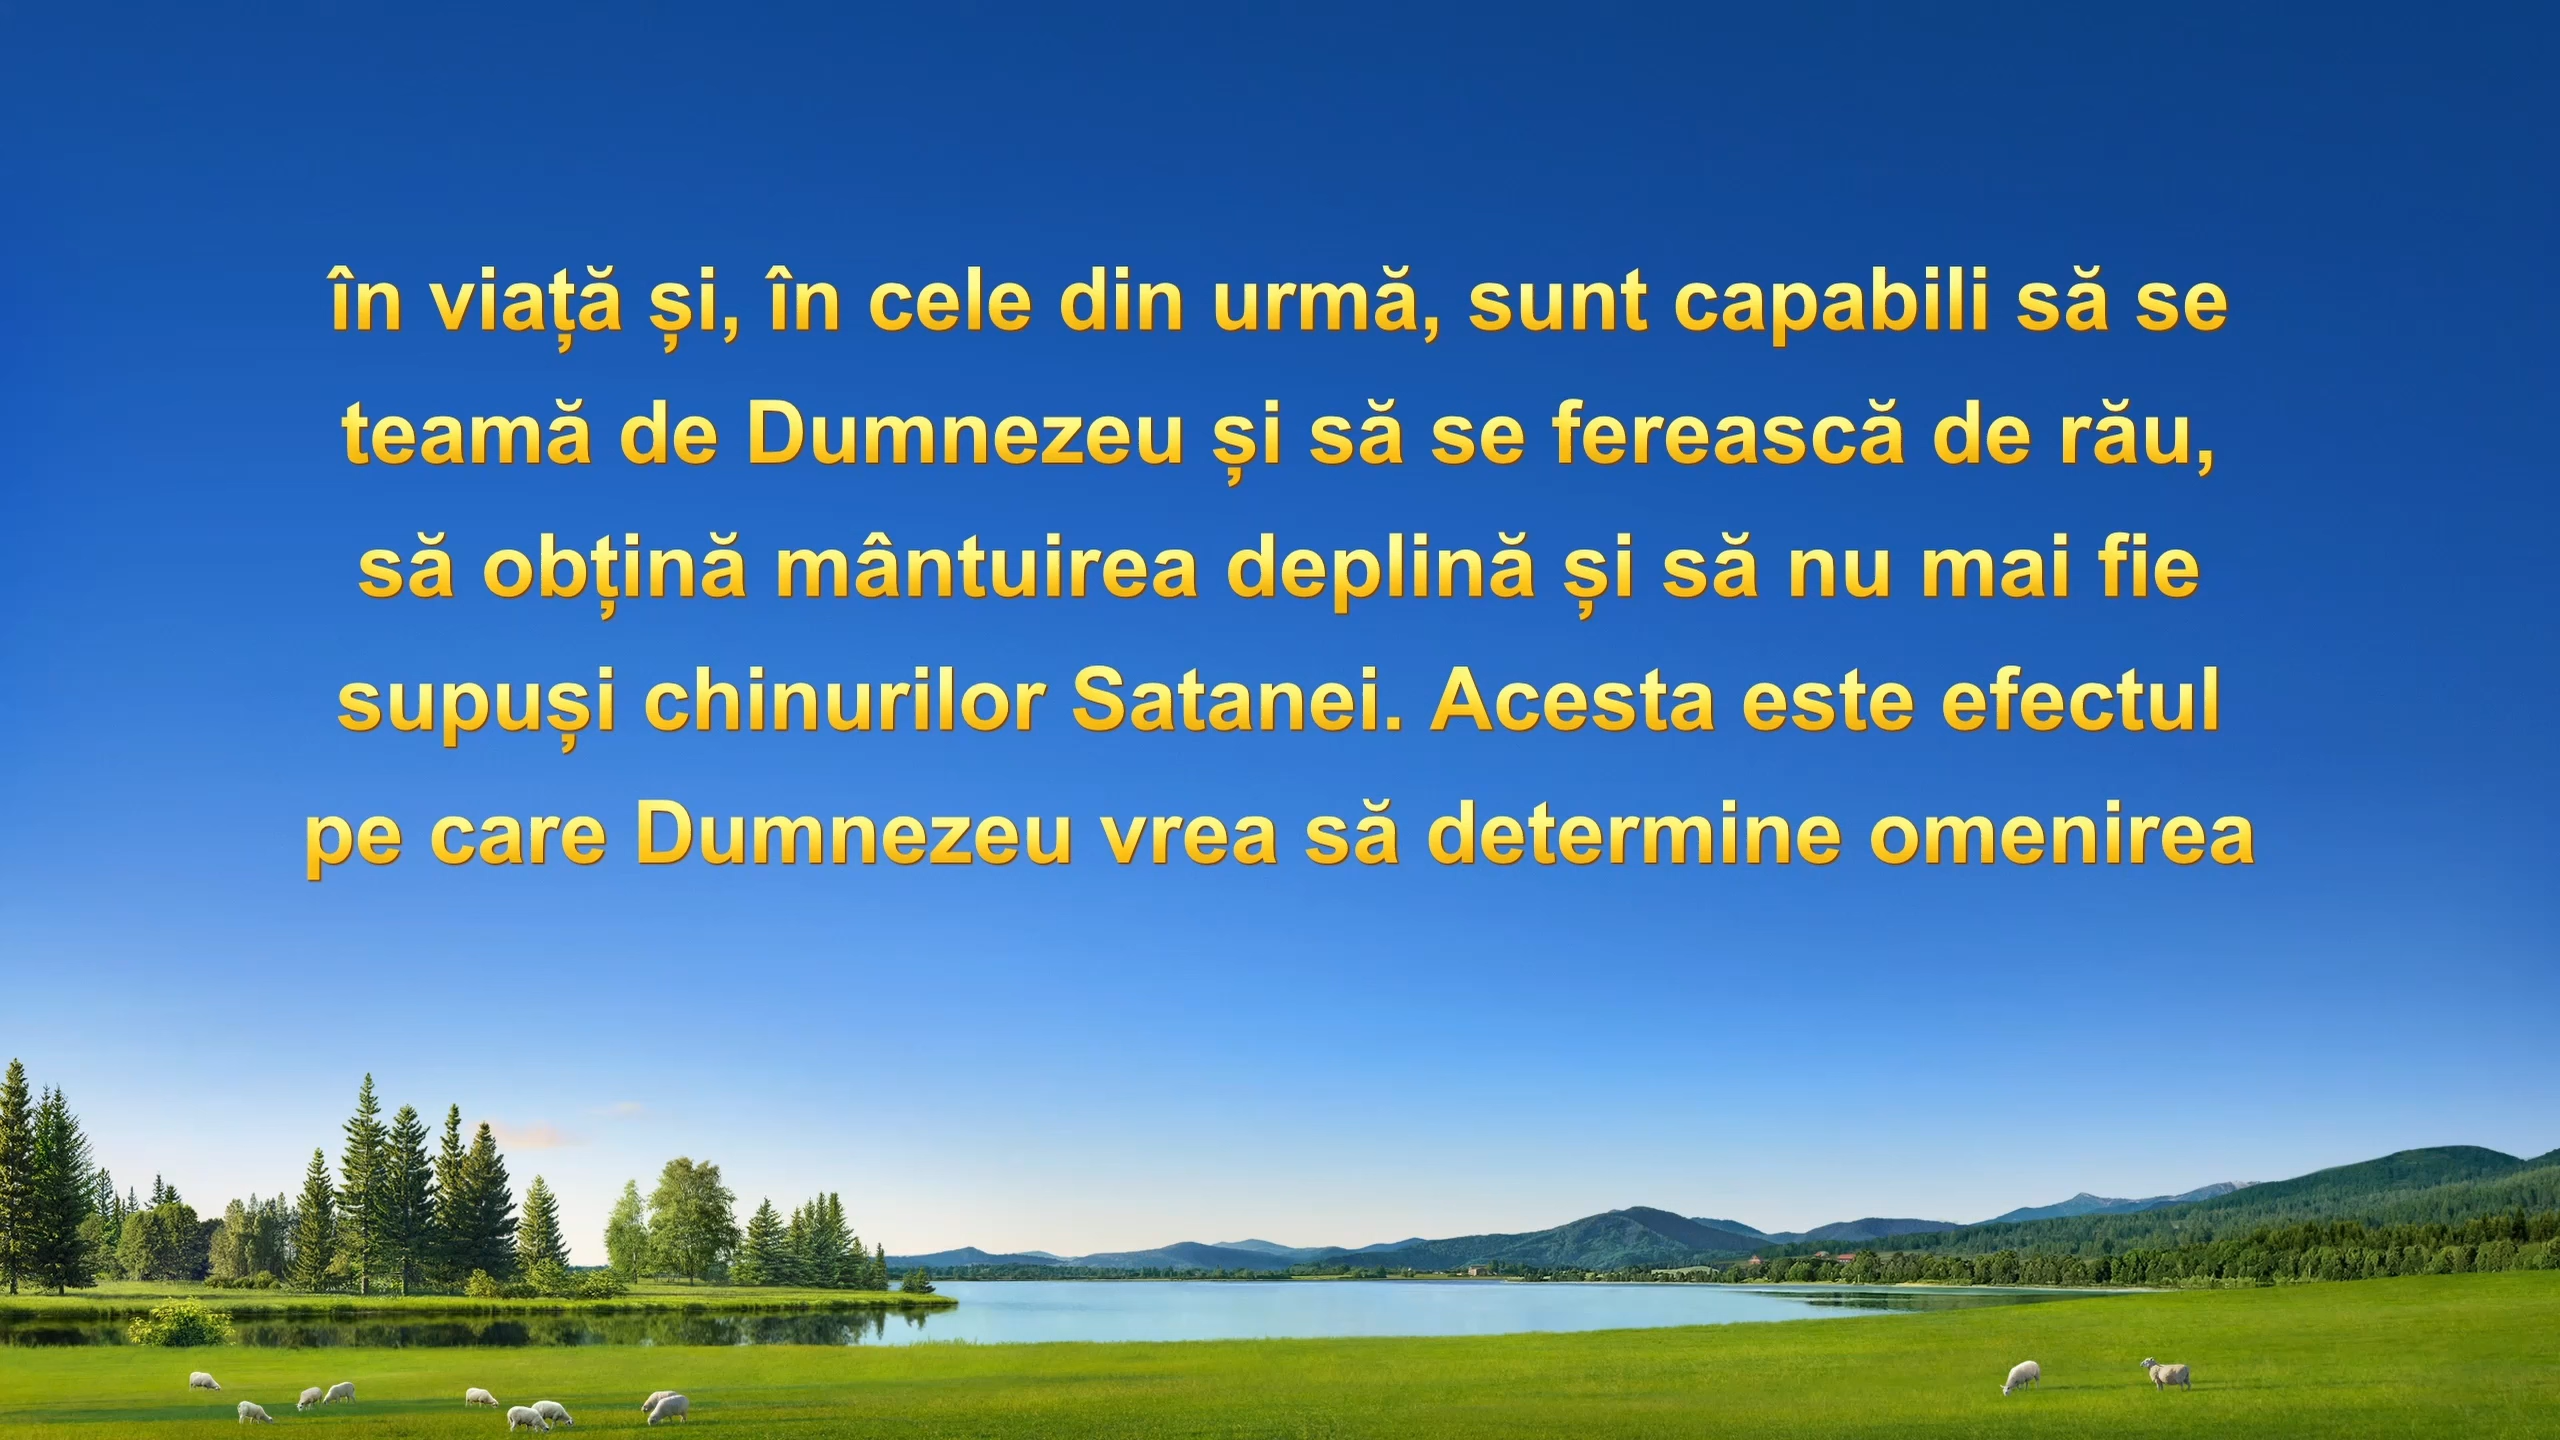 în viață și, în cele din urmă, sunt capabili să se
teamă de Dumnezeu și să se ferească de rău,
să obțină mântuirea deplină și să nu mai fie
supuși chinurilor Satanei. Acesta este efectul
pe care Dumnezeu vrea să determine omenirea